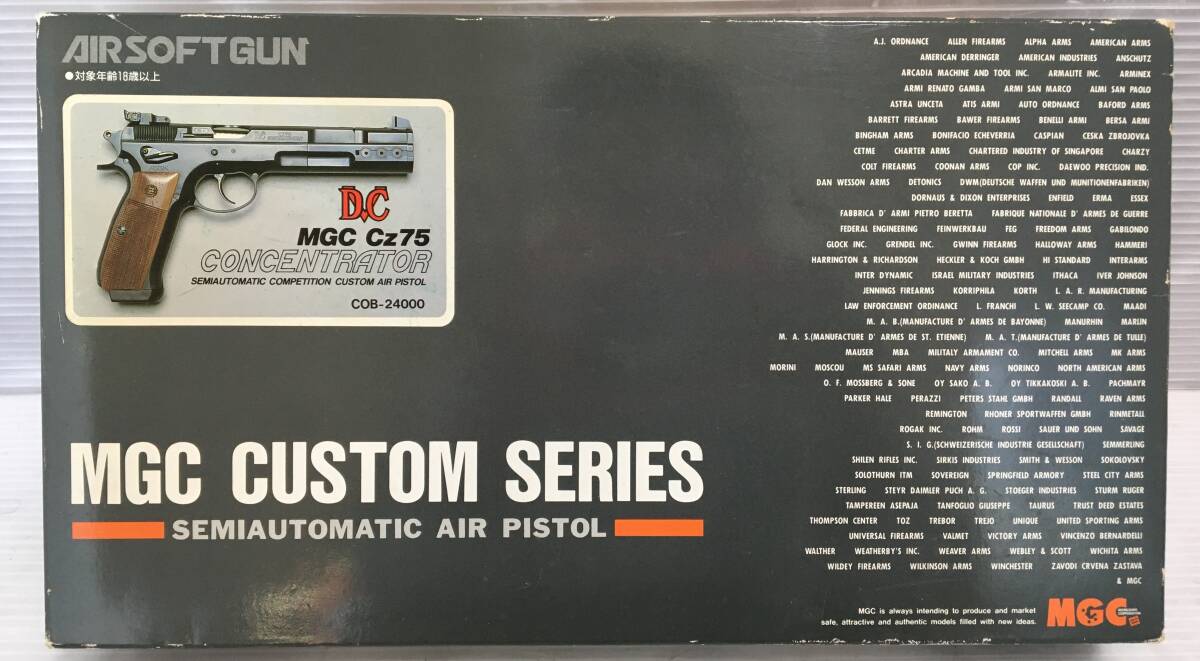 AIRSOFTGUN
●対象年齢18歳以上
D.C
MGC Cz75
CONCENTRATOR
SEMIAUTOMATIC COMPETITION CUSTOM AIR PISTOL
COB-24000
MGC CUSTOM SERIES
SEMIAUTOMATIC AIR PISTOL
A.J. ORDNANCE ALLEN FIREARMS ALPHA ARMS AMERICAN ARMS
AMERICAN DERRINGER AMERICAN INDUSTRIES ANSCHUTZ
ARCADIA MACHINE AND TOOL INC. ARMALITE INC. ARMINEX
ARMI RENATO GAMBA ARMI SAN MARCO ALMI SAN PAOLO
ASTRA UNCETA ATIS ARMI AUTO ORDNANCE BAFORD ARMS
BARRETT FIREARMS BAWER FIREARMS BENELLI ARMI BERSA ARMI
BINGHAM ARMS BONIFACIO ECHEVERRIA CASPIAN CESKA ZBROJOVKA
CETME CHARTER ARMS CHARTERED INDUSTRY OF SINGAPORE CHARZY
COLT FIREARMS COONAN ARMS COP INC. DAEWOO PRECISION IND.
DAN WESSON ARMS DETONICS DWM(DEUTSCHE WAFFEN UND MUNITIONENFABRIKEN)
DORNAUS & DIXON ENTERPRISES ENFIELD ERMA ESSEX
FABBRICA D' ARMI PIETRO BERETTA FABRIQUE NATIONALE D' ARMES DE GUERRE
FEDERAL ENGINEERING FEINWERKBAU FEG FREEDOM ARMS GABILONDO
GLOCK INC. GRENDEL INC. GWINN FIREARMS HALLOWAY ARMS HAMMERI
HARRINGTON & RICHARDSON HECKLER & KOCH GMBH HI STANDARD INTERARMS
INTER DYNAMIC ISRAEL MILITARY INDUSTRIES ITHACA IVER JOHNSON
JENNINGS FIREARMS KORRIPHILA KORTH L. A. R. MANUFACTURING
LAW ENFORCEMENT ORDINANCE L. FRANCHI L. W. SEECAMP CO. MAADI
M. A. B.(MANUFACTURE D' ARMES DE BAYONNE) MANURHIN MARLIN
M. A. S.(MANUFACTURE D' ARMES DE ST. ETIENNE) M. A. T.(MANUFACTURE D' ARMES DE TULLE)
MAUSER MBA MILITALY ARMAMENT CO. MITCHELL ARMS MK ARMS
MORINI MOSCOU MS SAFARI ARMS NAVY ARMS NORINCO NORTH AMERICAN ARMS
O. F. MOSSBERG & SONE OY SAKO A. B. OY TIKKAKOSKI A. B. PACHMAYR
PARKER HALE PERAZZI PETERS STAHL GMBH RANDALL RAVEN ARMS
REMINGTON RHONER SPORTWAFFEN GMBH RINMETALL
ROGAK INC. ROHM ROSSI SAUER UND SOHN SAVAGE
S. I. G.(SCHWEIZERISCHE INDUSTRIE GESELLSCHAFT) SEMMERLING
SHILEN RIFLES INC. SIRKIS INDUSTRIES SMITH & WESSON SOKOLOVSKY
SOLOTHURN ITM SOVEREIGN SPRINGFIELD ARMORY STEEL CITY ARMS
STERLING STEYR DAIMLER PUCH A. G. STOEGER INDUSTRIES STURM RUGER
TAMPEREEN ASEPAJA TANFOGLIO GIUSEPPE TAURUS TRUST DEED ESTATES
THOMPSON CENTER TOZ TREBOR TREJO UNIQUE UNITED SPORTING ARMS
UNIVERSAL FIREARMS VALMET VICTORY ARMS VINCENZO BERNARDELLI
WALTHER WEATHERBY'S INC. WEAVER ARMS WEBLEY & SCOTT WICHITA ARMS
WILDEY FIREARMS WILKINSON ARMS WINCHESTER ZAVODI CRVENA ZASTAVA
& MGC
MGC is always intending to produce and market
safe, attractive and authentic models filled with new ideas.
MGC